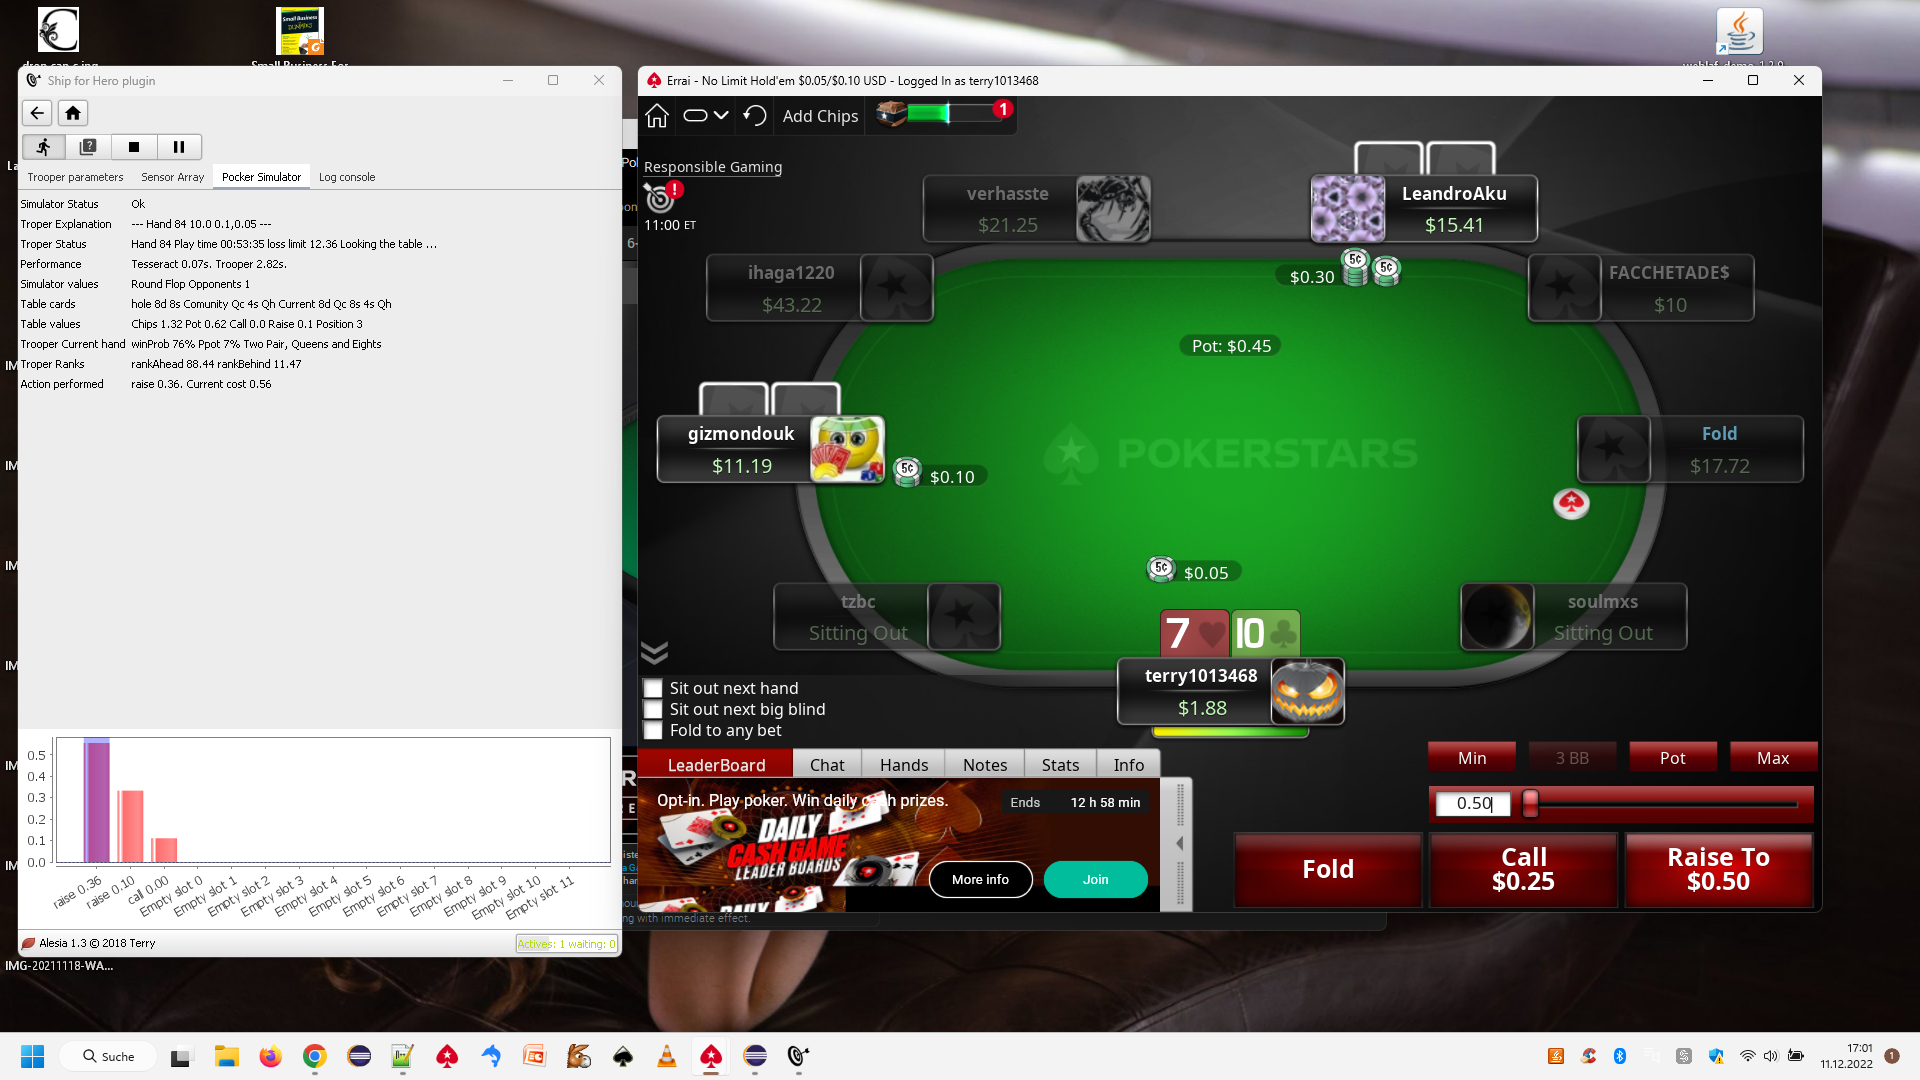 Ship for Hero plugin
Trooper parameters Sensor Array Pocker Simulator Log console
Simulator Status Ok
Troper Explanation --- Hand 84 10.0 0.1,0.05 ---
Troper Status Hand 84 Play time 00:53:35 loss limit 12.36 Looking the table ...
Performance Tesseract 0.07s. Trooper 2.82s.
Simulator values Round Flop Opponents 1
Table cards hole 8d 8s Comunity Qc 4s Qh Current 8d Qc 8s 4s Qh
Table values Chips 1.32 Pot 0.62 Call 0.0 Raise 0.1 Position 3
Trooper Current hand winProb 76% Ppot 7% Two Pair, Queens and Eights
Troper Ranks rankAhead 88.44 rankBehind 11.47
Action performed raise 0.36. Current cost 0.56
0.5
0.4
0.3
0.2
0.1
0.0
raise 0.36 raise 0.10 call 0.00 Empty slot 0 Empty slot 1 Empty slot 2 Empty slot 3 Empty slot 4 Empty slot 5 Empty slot 6 Empty slot 7 Empty slot 8 Empty slot 9 Empty slot 10 Empty slot 11
Alesia 1.3 © 2018 Terry Actives: 1 waiting: 0
IMG-20211118-WA...
Errai - No Limit Hold'em $0.05/$0.10 USD - Logged In as terry1013468
Add Chips 1
Responsible Gaming
11:00 ET
verhasste
$21.25
LeandroAku
$15.41
ihaga1220
$43.22
FACCHETADE$
$10
$0.30
5¢ 5¢
Pot: $0.45
gizmondouk
$11.19
5¢ $0.10
POKERSTARS
Fold
$17.72
5¢ $0.05
tzbc
Sitting Out
soulmxs
Sitting Out
7 10
terry1013468
$1.88
Sit out next hand
Sit out next big blind
Fold to any bet
LeaderBoard Chat Hands Notes Stats Info
Opt-in. Play poker. Win daily cash prizes.
Ends 12 h 58 min
DAILY
CASH GAME
LEADER BOARDS
More info Join
DAILY
ng with immediate effect.
Min 3 BB Pot Max
0.50
Fold
Call
$0.25
Raise To
$0.50
Suche
17:01
11.12.2022
1